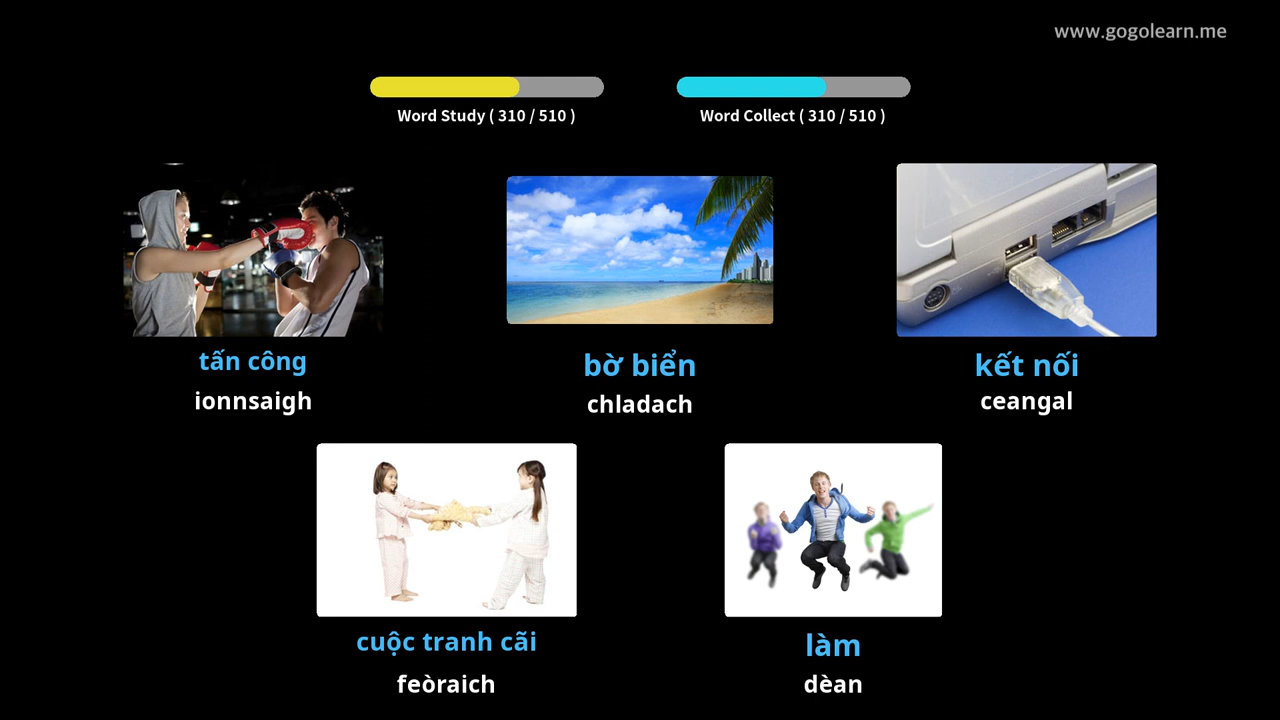 www.gogolearn.me
Word Study ( 310 / 510 )
Word Collect ( 310 / 510 )
tấn công
ionnsaigh
bờ biển
chladach
kết nối
ceangal
cuộc tranh cãi
feòraich
làm
dèan